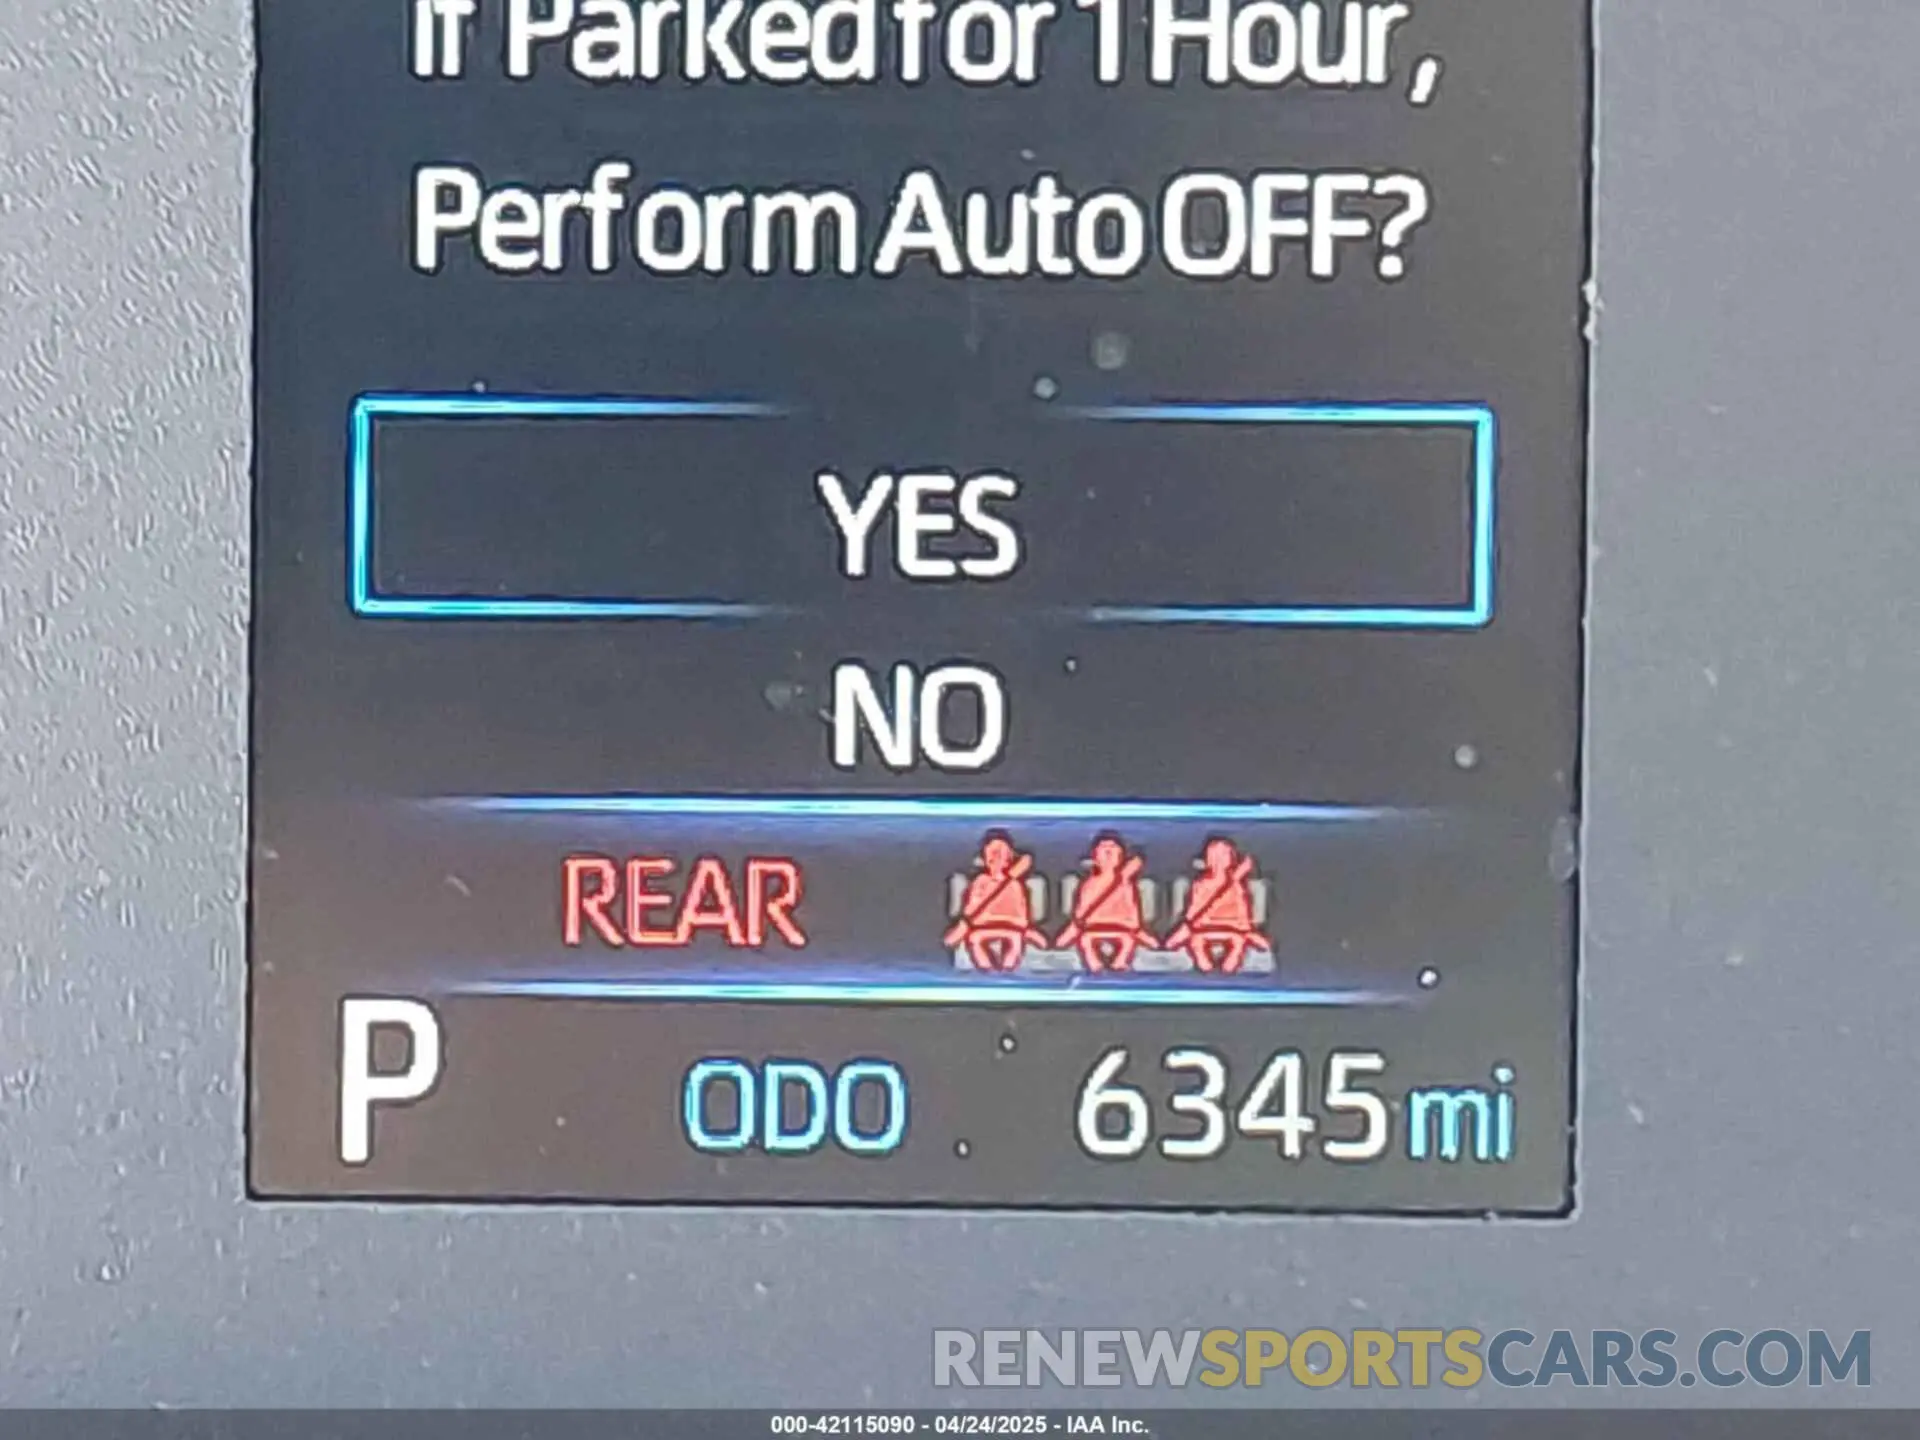 If Parked for 1 Hour,
Perform Auto OFF?
YES
NO
REAR
P ODO 6345 mi
RENEWSPORTSCARS.COM
000-42115090 - 04/24/2025 - IAA Inc.